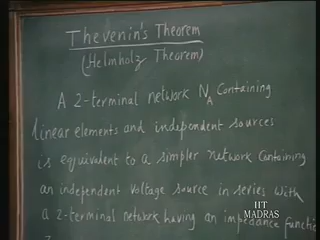 Thevenin's Theorem
(Helmholz Theorem)
A 2-terminal network N_A Containing
linear elements and independent sources
is equivalent to a simpler network containing
an independent voltage source in series with
a 2-terminal network having an impedance functio
IIT
MADRAS